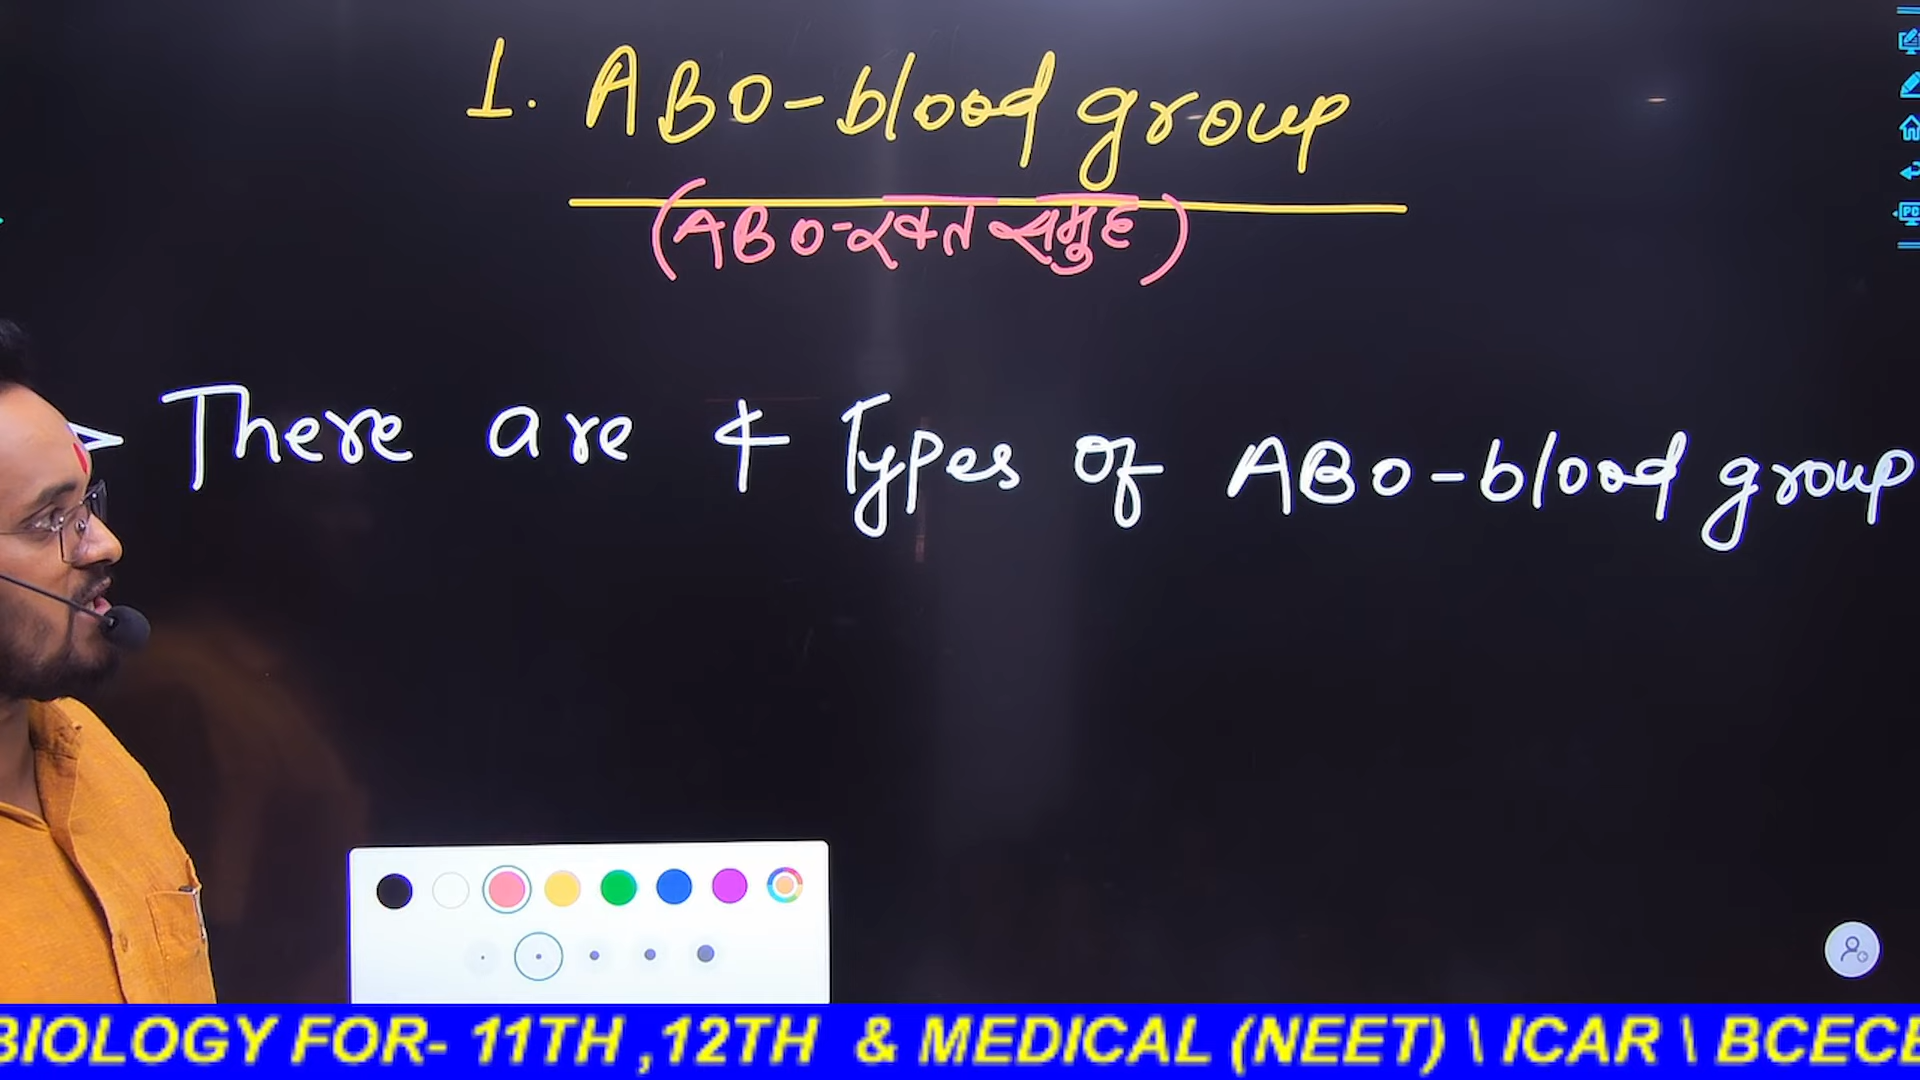 1. ABO-blood group
(ABO-रक्त समुह)
There are 4 Types of ABO-blood group
BIOLOGY FOR- 11TH ,12TH & MEDICAL (NEET) \ ICAR \ BCECE